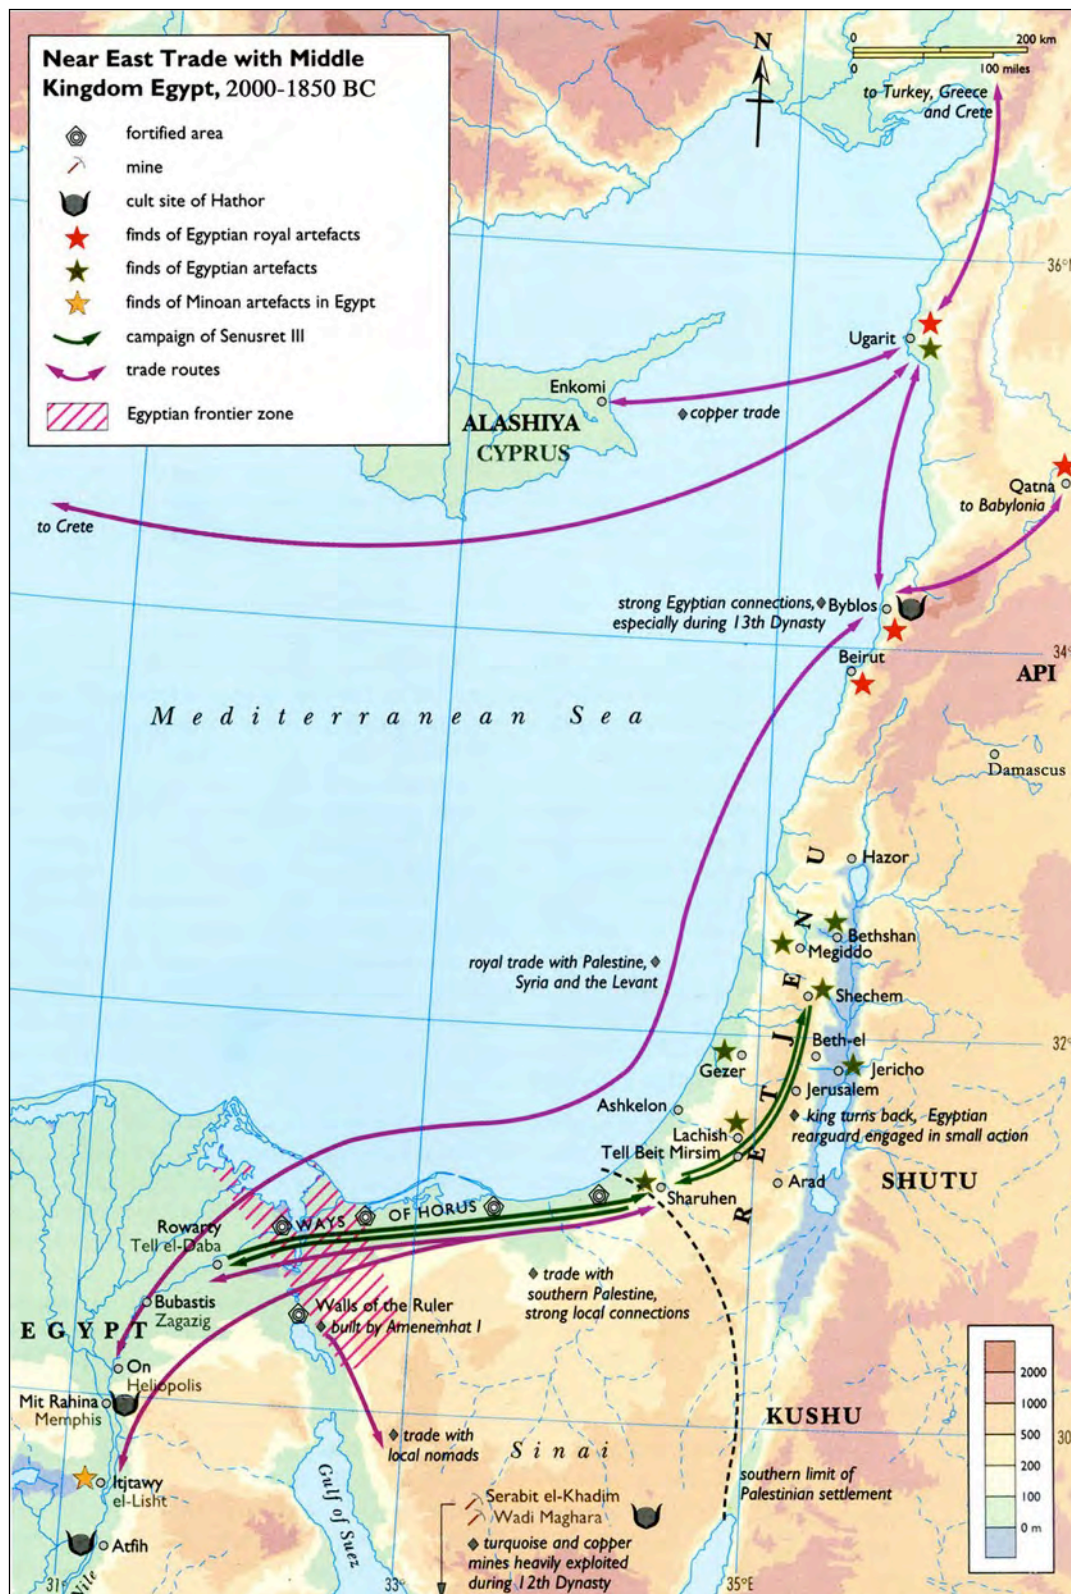 Near East Trade with Middle
Kingdom Egypt, 2000-1850 BC
fortified area
mine
cult site of Hathor
finds of Egyptian royal artefacts
finds of Egyptian artefacts
finds of Minoan artefacts in Egypt
campaign of Senusret III
trade routes
Egyptian frontier zone
N
0 200 km
0 100 miles
to Turkey, Greece
and Crete
36°N
Ugarit
Enkomi
copper trade
ALASHIYA
CYPRUS
Qatna
to Babylonia
to Crete
strong Egyptian connections,
especially during 13th Dynasty
Byblos
Beirut
34°
API
Mediterranean Sea
Damascus
Hazor
RETJENU
Bethshan
Megiddo
royal trade with Palestine,
Syria and the Levant
Shechem
32°
Beth-el
Gezer
Jericho
Jerusalem
Ashkelon
king turns back, Egyptian
rearguard engaged in small action
Lachish
Tell Beit Mirsim
SHUTU
Sharuhen
Arad
WAYS OF HORUS
Rowarty
Tell el-Daba
trade with
southern Palestine,
strong local connections
Bubastis
Zagazig
Walls of the Ruler
built by Amenemhat I
EGYPT
On
Heliopolis
Mit Rahina
Memphis
KUSHU
2000
1000
500
200
100
0 m
30°
trade with
local nomads
Sinai
Itjtawy
el-Lisht
Gulf of Suez
southern limit of
Palestinian settlement
Serabit el-Khadim
Wadi Maghara
Atfih
turquoise and copper
mines heavily exploited
during 12th Dynasty
31°
Nile
33°
35°E